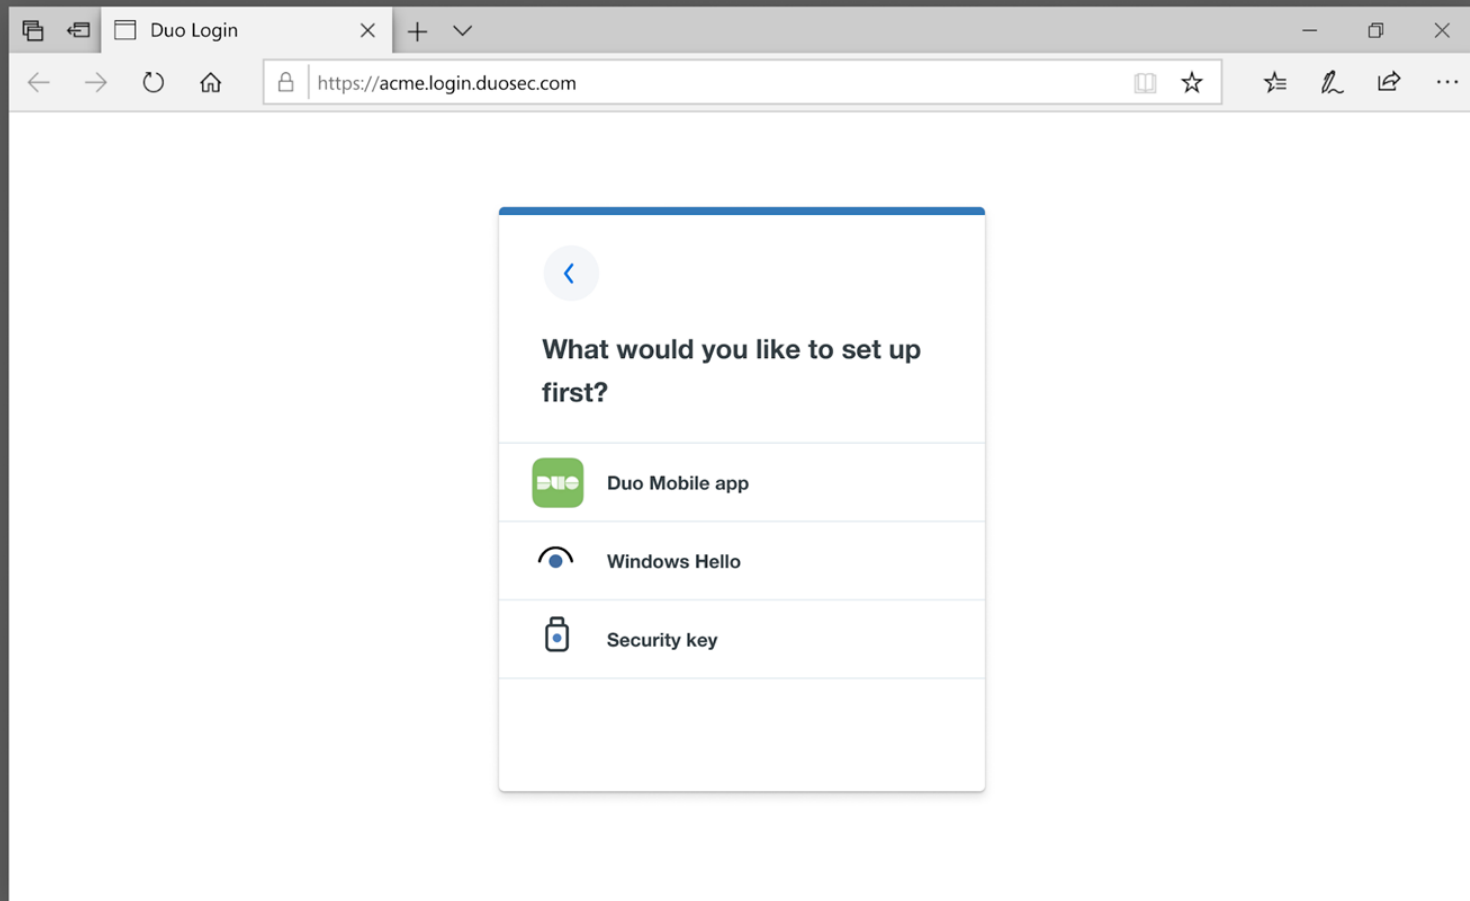 Duo Login
https://acme.login.duosec.com
What would you like to set up
first?
DUO
Duo Mobile app
Windows Hello
Security key